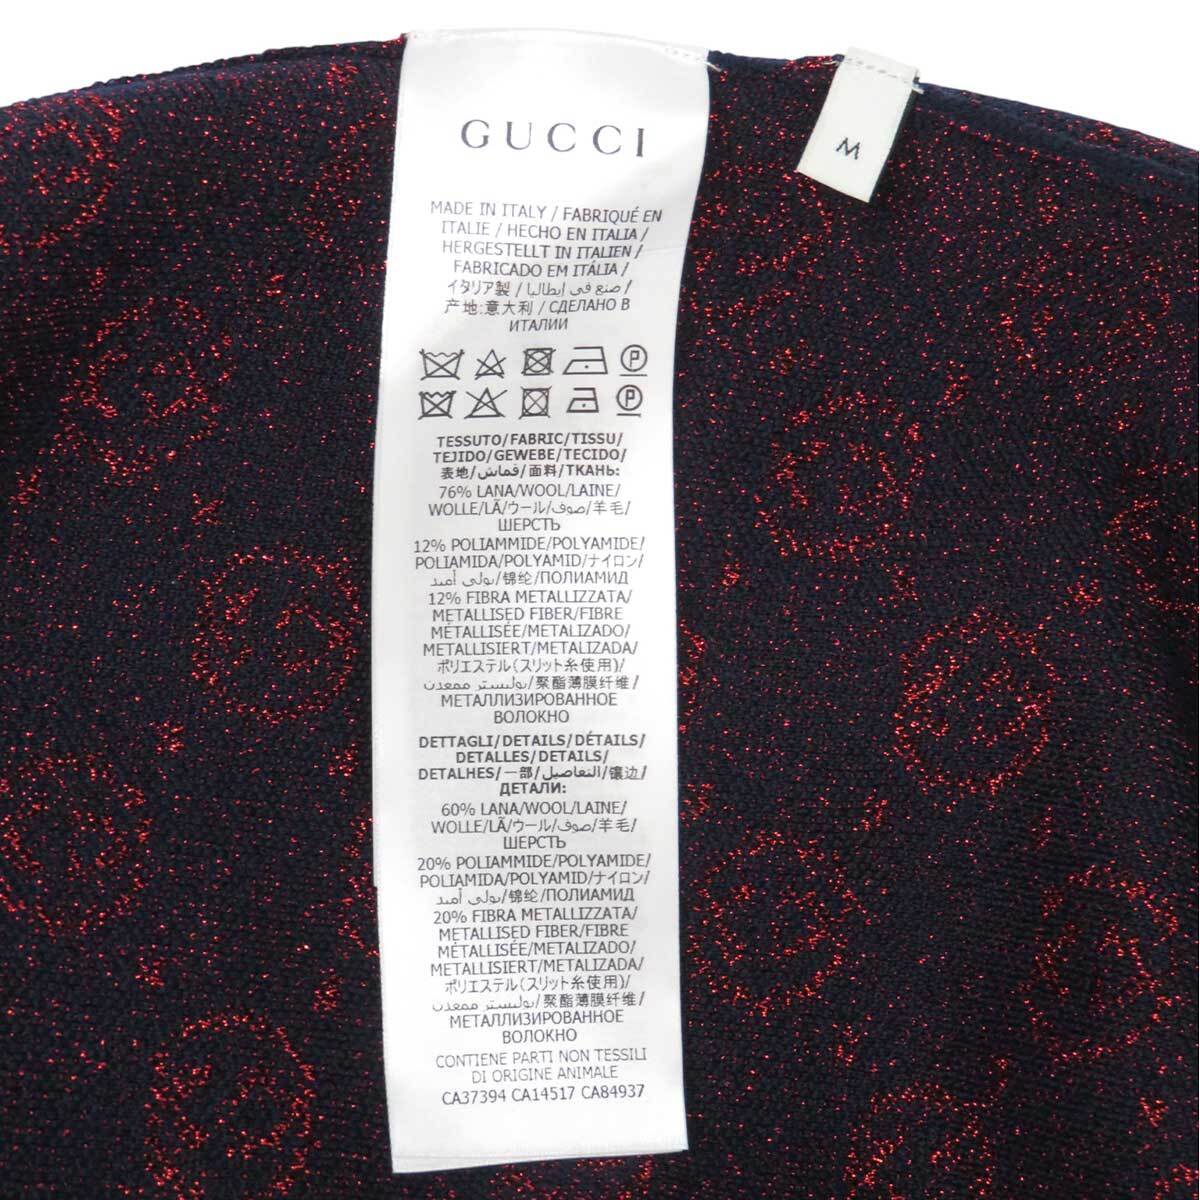 GUCCI
M
MADE IN ITALY / FABRIQUÉ EN
ITALIE / HECHO EN ITALIA /
HERGESTELLT IN ITALIEN /
FABRICADO EM ITÁLIA /
イタリア製 / صنع في إيطاليا /
产地:意大利 / СДЕЛАНО В
ИТАЛИИ
P
P
TESSUTO/FABRIC/TISSU/
TEJIDO/GEWEBE/TECIDO/
表地/قماش/面料/ТКАНЬ:
76% LANA/WOOL/LAINE/
WOLLE/LÃ/ウール/صوف/羊毛/
ШЕРСТЬ
12% POLIAMMIDE/POLYAMIDE/
POLIAMIDA/POLYAMID/ナイロン/
بولي أميد/锦纶/ПОЛИАМИД
12% FIBRA METALLIZZATA/
METALLISED FIBER/FIBRE
MÉTALLISÉE/METALIZADO/
METALLISIERT/METALIZADA/
ポリエステル(スリット糸使用)/
بوليستر ممعدن/聚酯薄膜纤维/
МЕТАЛЛИЗИРОВАННОЕ
ВОЛОКНО
DETTAGLI/DETAILS/DÉTAILS/
DETALLES/DETAILS/
DETALHES/一部/التفاصيل/镶边/
ДЕТАЛИ:
60% LANA/WOOL/LAINE/
WOLLE/LÃ/ウール/صوف/羊毛/
ШЕРСТЬ
20% POLIAMMIDE/POLYAMIDE/
POLIAMIDA/POLYAMID/ナイロン/
بولي أميد/锦纶/ПОЛИАМИД
20% FIBRA METALLIZZATA/
METALLISED FIBER/FIBRE
MÉTALLISÉE/METALIZADO/
METALLISIERT/METALIZADA/
ポリエステル(スリット糸使用)/
بوليستر ممعدن/聚酯薄膜纤维/
МЕТАЛЛИЗИРОВАННОЕ
ВОЛОКНО
CONTIENE PARTI NON TESSILI
DI ORIGINE ANIMALE
CA37394 CA14517 CA84937